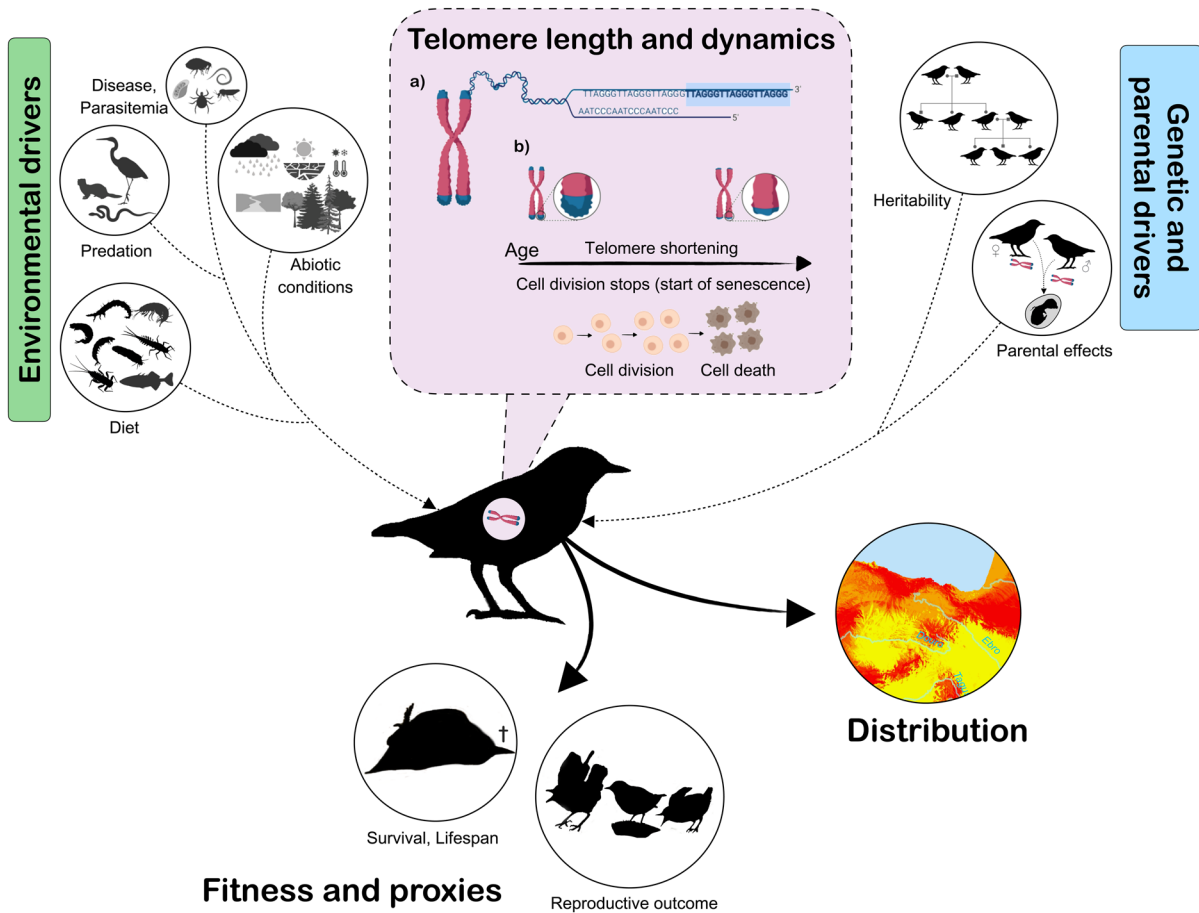 Telomere length and dynamics
Environmental drivers
Disease,
Parasitemia
Predation
Abiotic
conditions
Diet
a)
TTAGGGTTAGGGTTAGGGTTAGGGTTAGGGTTAGGG 3'
AATCCCAATCCCAATCCC
5'
b)
Age
Telomere shortening
Cell division stops (start of senescence)
Cell division
Cell death
Genetic and
parental drivers
Heritability
♀
♂
Parental effects
Ebro
Distribution
†
Survival, Lifespan
Reproductive outcome
Fitness and proxies